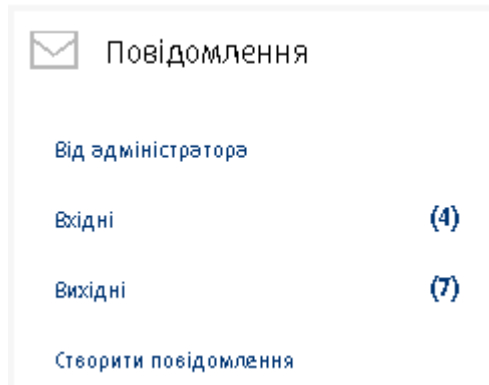 Повідомлення
Від адміністратора
Вхідні (4)
Вихідні (7)
Створити повідомлення